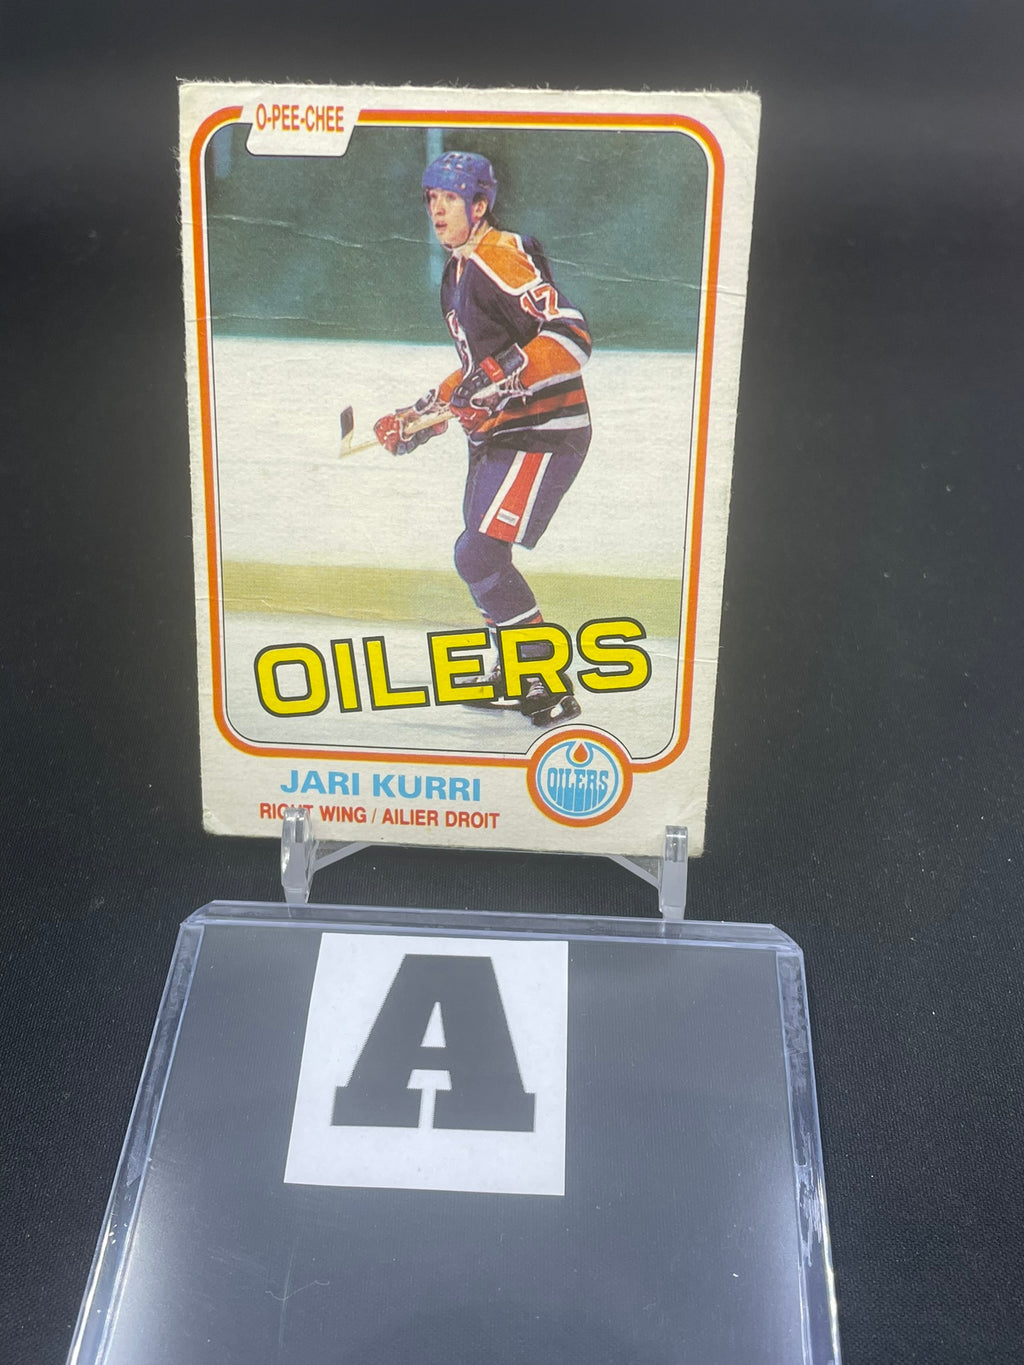 O-PEE-CHEE
17
OILERS
OILERS
JARI KURRI
RIGHT WING / AILIER DROIT
A